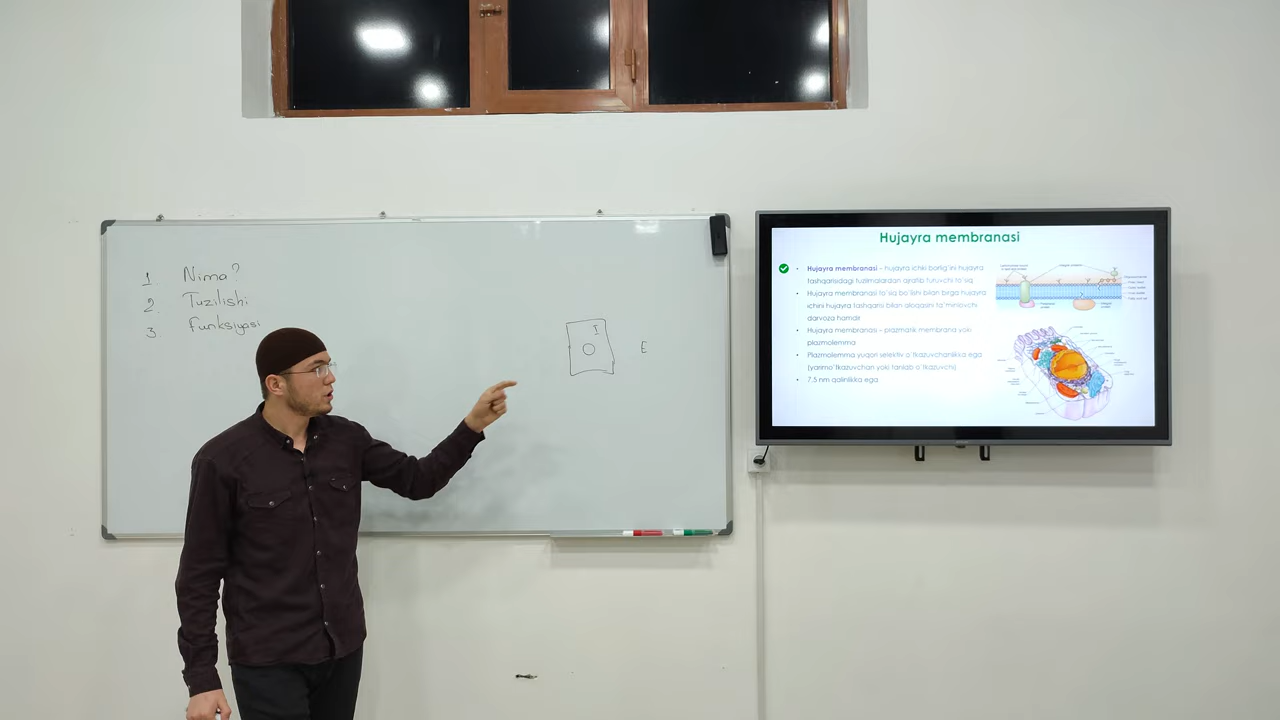 1 Nima?
2 Tuzilishi
3 Funksiyasi
I
E
Hujayra membranasi
Hujayra membranasi – hujayra ichki borlig'ini hujayra
tashqarisidagi tuzilmalardan ajratib turuvchi to'siq
Hujayra membranasi to'siq bo'lishi bilan birga hujayra
ichini hujayra tashqarisi bilan aloqasini ta'minlovchi
darvoza hamdir
Hujayra membranasi – plazmatik membrana yoki
plazmolemma
Plazmolemma yuqori selektiv o'tkazuvchanlikka ega
(yarimo'tkazuvchan yoki tanlab o'tkazuvchi)
7.5 nm qalinlikka ega